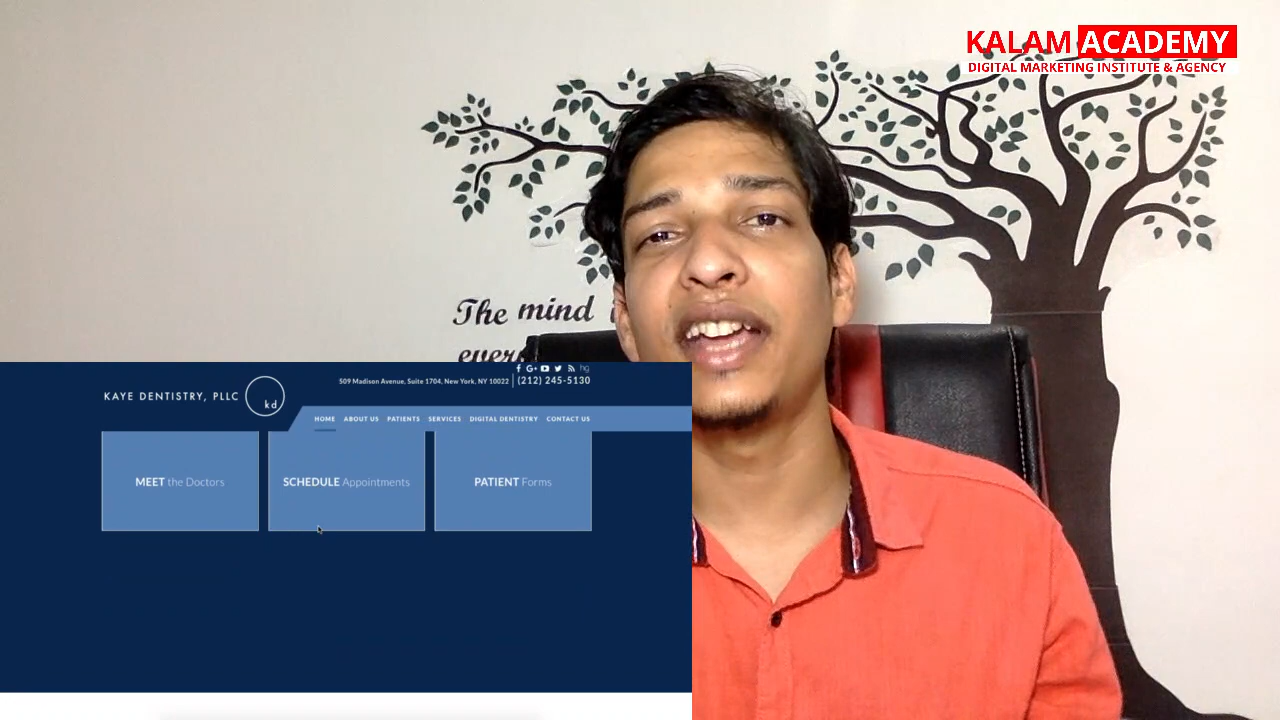 KALAM ACADEMY
DIGITAL MARKETING INSTITUTE & AGENCY
The mind
KAYE DENTISTRY, PLLC
kd
509 Madison Avenue, Suite 1704, New York, NY 10022 | (212) 245-5130
hg
HOME ABOUT US PATIENTS SERVICES DIGITAL DENTISTRY CONTACT US
MEET the Doctors
SCHEDULE Appointments
PATIENT Forms